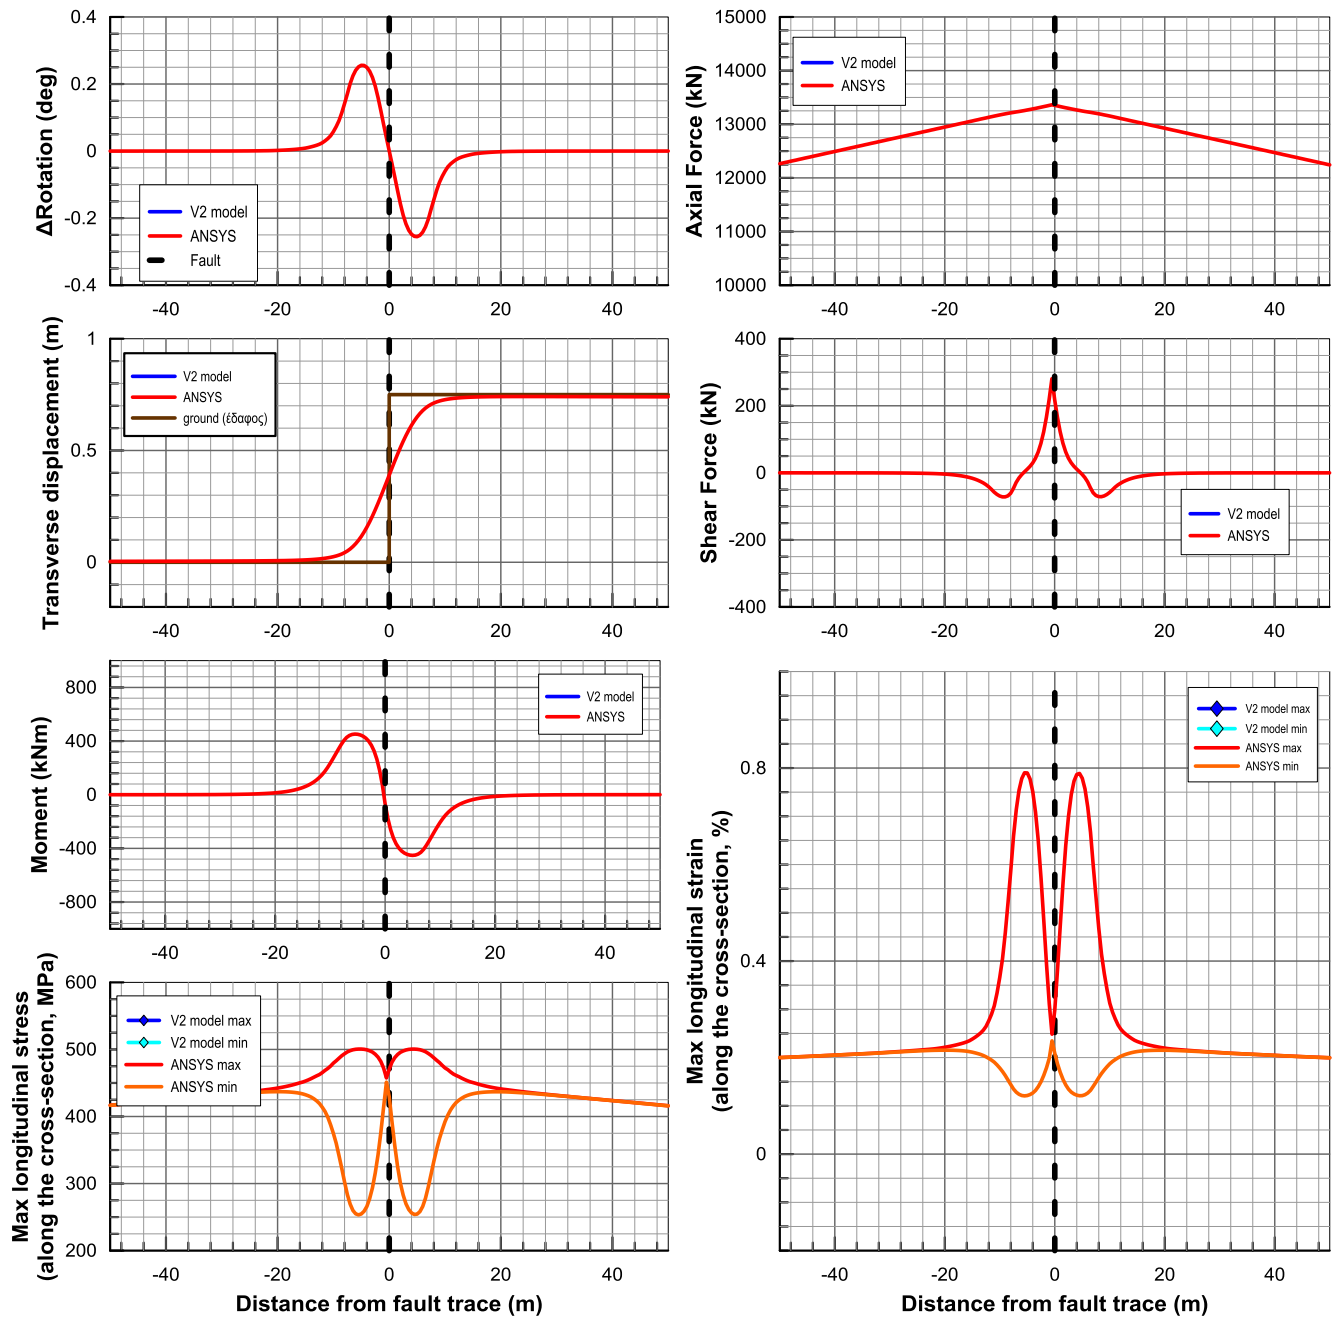 ΔRotation (deg)
0.4
0.2
0
-0.2
-0.4
V2 model
ANSYS
Fault
-40
-20
0
20
40
Axial Force (kN)
15000
14000
13000
12000
11000
10000
V2 model
ANSYS
-40
-20
0
20
40
Transverse displacement (m)
1
0.5
0
V2 model
ANSYS
ground (έδαφος)
-40
-20
0
20
40
Shear Force (kN)
400
200
0
-200
-400
V2 model
ANSYS
-40
-20
0
20
40
Moment (kNm)
800
400
0
-400
-800
V2 model
ANSYS
-40
-20
0
20
40
Max longitudinal stress
(along the cross-section, MPa)
600
500
400
300
200
V2 model max
V2 model min
ANSYS max
ANSYS min
-40
-20
0
20
40
Distance from fault trace (m)
Max longitudinal strain
(along the cross-section, %)
0.8
0.4
0
V2 model max
V2 model min
ANSYS max
ANSYS min
-40
-20
0
20
40
Distance from fault trace (m)